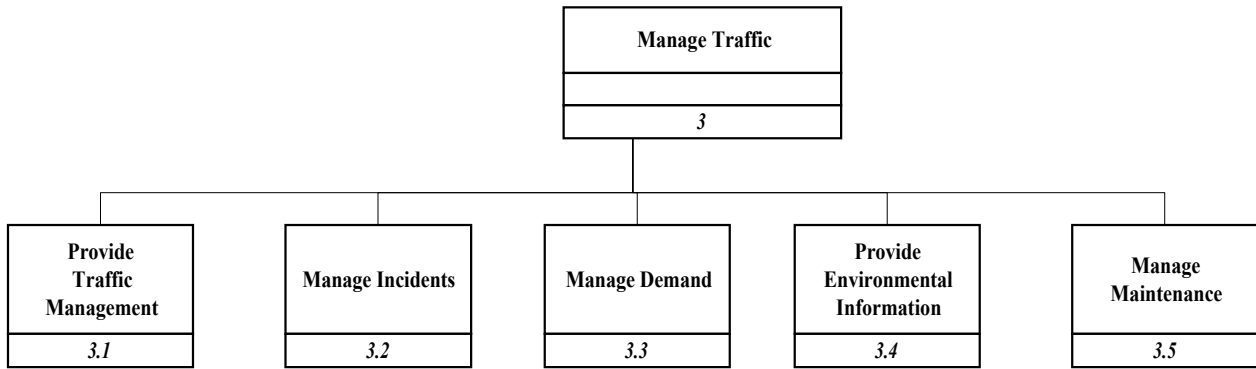 Manage Traffic
3
Provide
Traffic
Management
3.1
Manage Incidents
3.2
Manage Demand
3.3
Provide
Environmental
Information
3.4
Manage
Maintenance
3.5